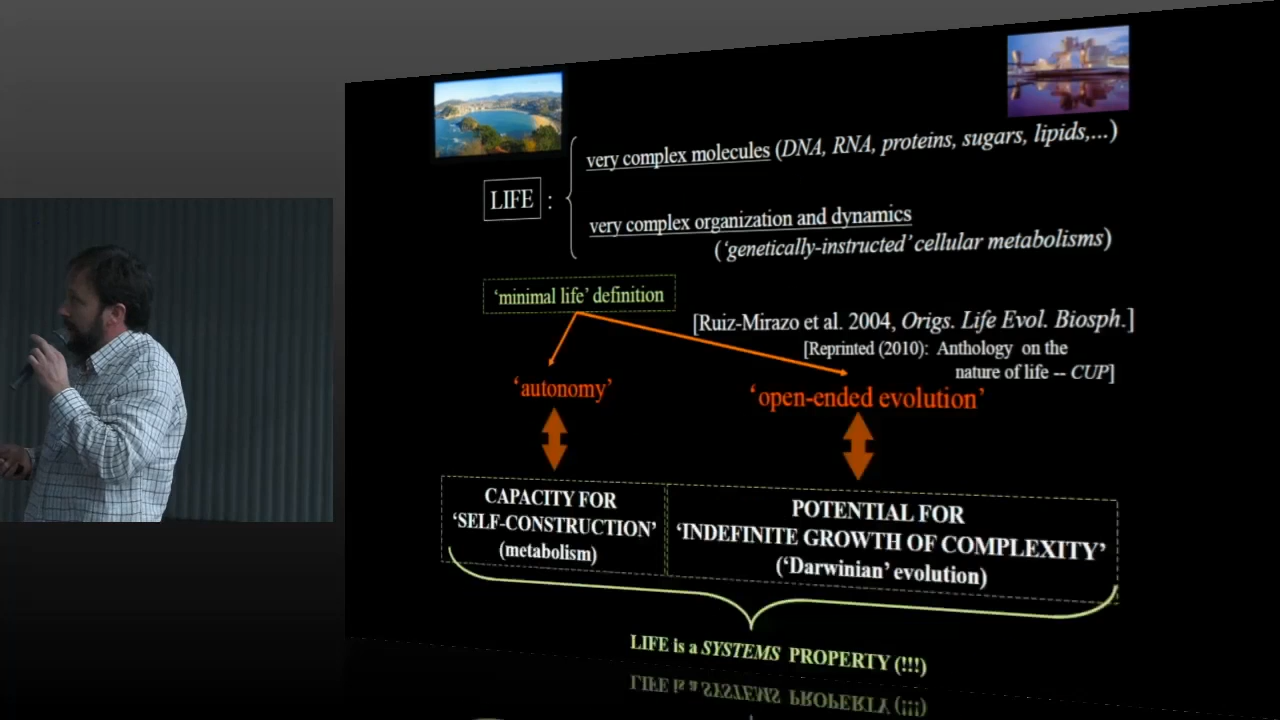 very complex molecules (DNA, RNA, proteins, sugars, lipids,...)
LIFE :
very complex organization and dynamics
(‘genetically-instructed’ cellular metabolisms)
‘minimal life’ definition
[Ruiz-Mirazo et al. 2004, Origs. Life Evol. Biosph.]
[Reprinted (2010): Anthology on the
nature of life -- CUP]
‘autonomy’
‘open-ended evolution’
CAPACITY FOR
‘SELF-CONSTRUCTION’
(metabolism)
POTENTIAL FOR
‘INDEFINITE GROWTH OF COMPLEXITY’
(‘Darwinian’ evolution)
LIFE is a SYSTEMS PROPERTY (!!!)